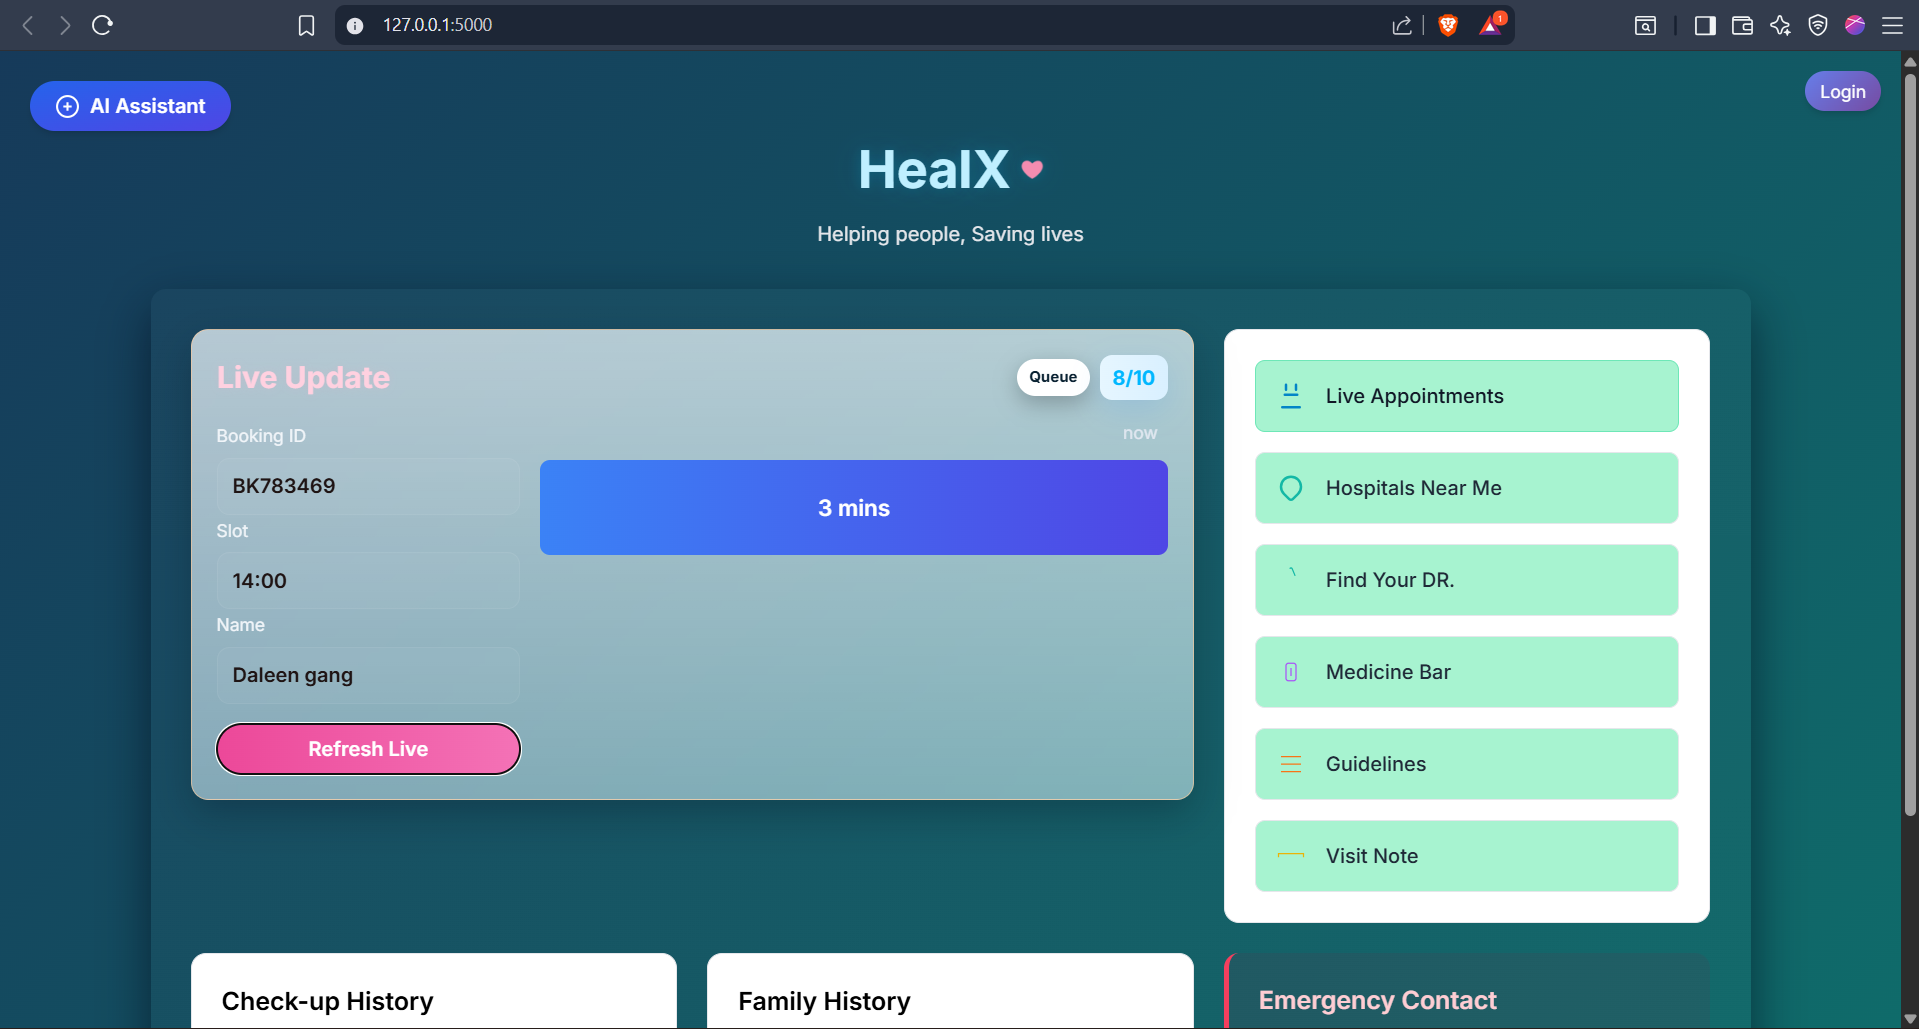 127.0.0.1:5000
1
AI Assistant
Login
HealX
Helping people, Saving lives
Live Update
Queue
8/10
Booking ID
now
BK783469
3 mins
Slot
14:00
Name
Daleen gang
Refresh Live
Live Appointments
Hospitals Near Me
Find Your DR.
Medicine Bar
Guidelines
Visit Note
Check-up History
Family History
Emergency Contact